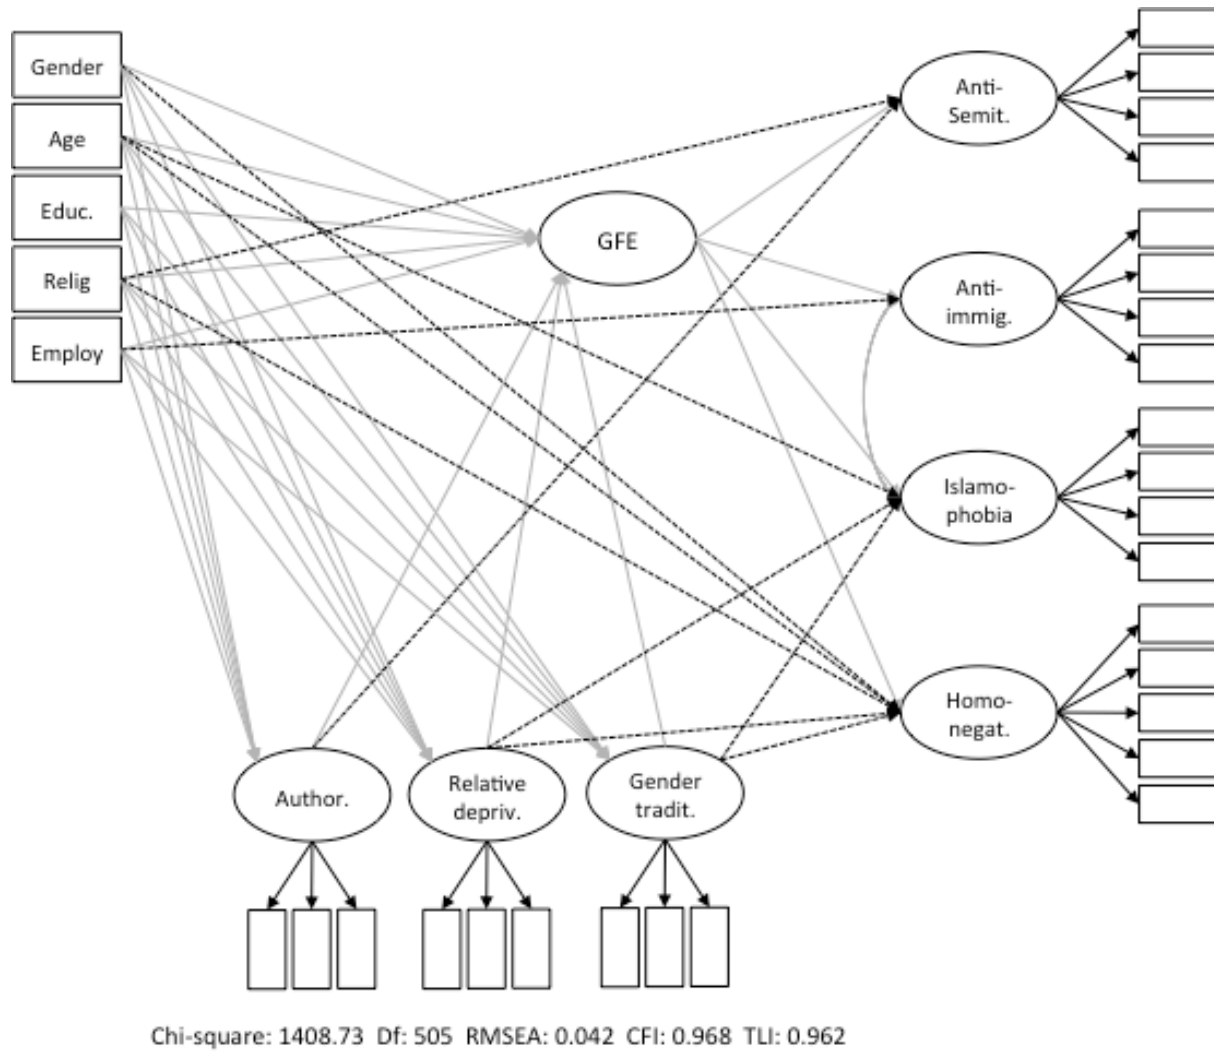 Gender
Age
Educ.
Relig
Employ
GFE
Anti-
Semit.
Anti-
immig.
Islamo-
phobia
Homo-
negat.
Author.
Relative
depriv.
Gender
tradit.
Chi-square: 1408.73 Df: 505 RMSEA: 0.042 CFI: 0.968 TLI: 0.962